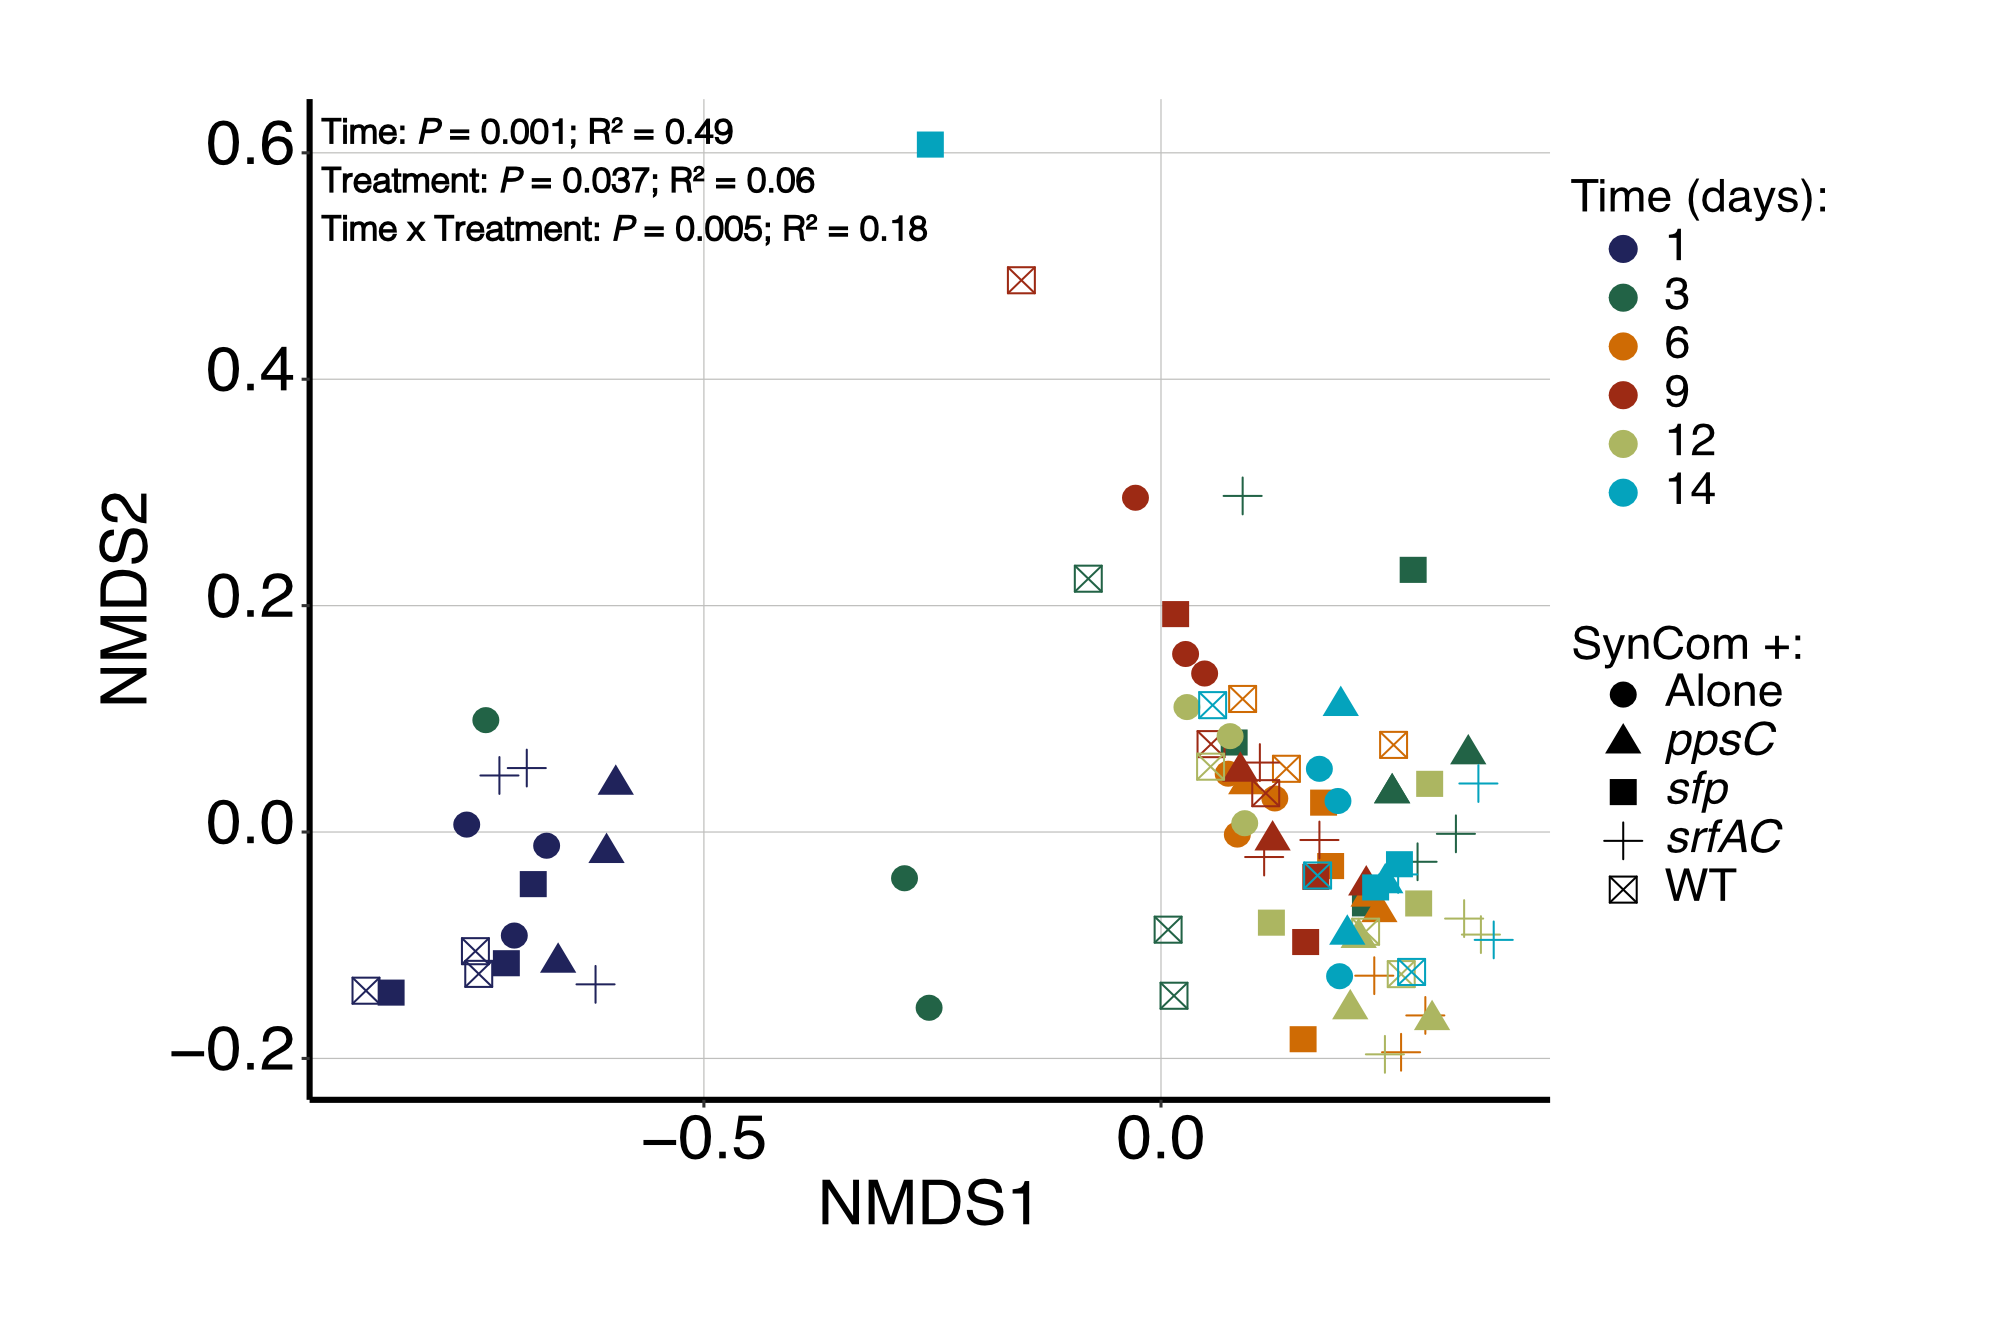 Time: P = 0.001; R² = 0.49
Treatment: P = 0.037; R² = 0.06
Time x Treatment: P = 0.005; R² = 0.18
0.6
0.4
0.2
0.0
−0.2
NMDS2
−0.5
0.0
NMDS1
Time (days):
1
3
6
9
12
14
SynCom +:
Alone
ppsC
sfp
srfAC
WT